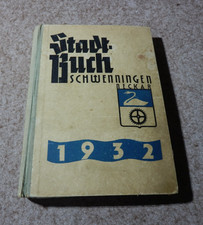 Stadt-
Buch
SCHWENNINGEN
NECKAR
1932